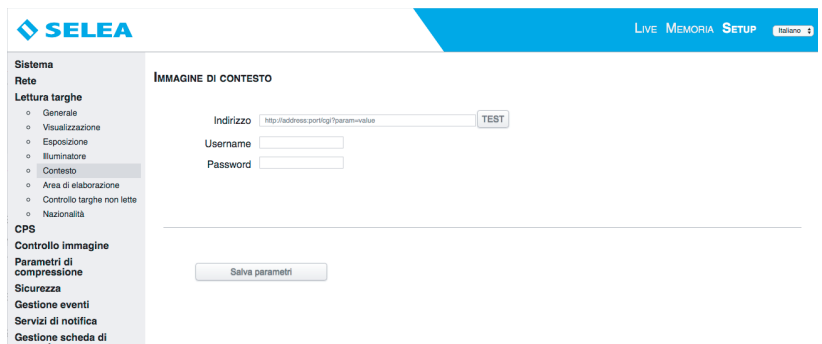 SELEA
LIVE MEMORIA SETUP Italiano
Sistema
Rete
Lettura targhe
Generale
Visualizzazione
Esposizione
Illuminatore
Contesto
Area di elaborazione
Controllo targhe non lette
Nazionalità
CPS
Controllo immagine
Parametri di
compressione
Sicurezza
Gestione eventi
Servizi di notifica
Gestione scheda di
IMMAGINE DI CONTESTO
Indirizzo http://address:port/cgi?param=value TEST
Username
Password
Salva parametri